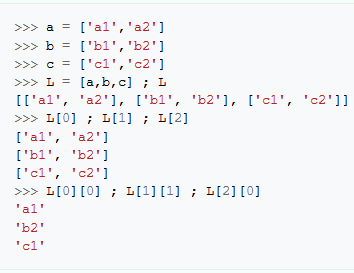 >>> a = ['a1','a2']
>>> b = ['b1','b2']
>>> c = ['c1','c2']
>>> L = [a,b,c] ; L
[['a1', 'a2'], ['b1', 'b2'], ['c1', 'c2']]
>>> L[0] ; L[1] ; L[2]
['a1', 'a2']
['b1', 'b2']
['c1', 'c2']
>>> L[0][0] ; L[1][1] ; L[2][0]
'a1'
'b2'
'c1'